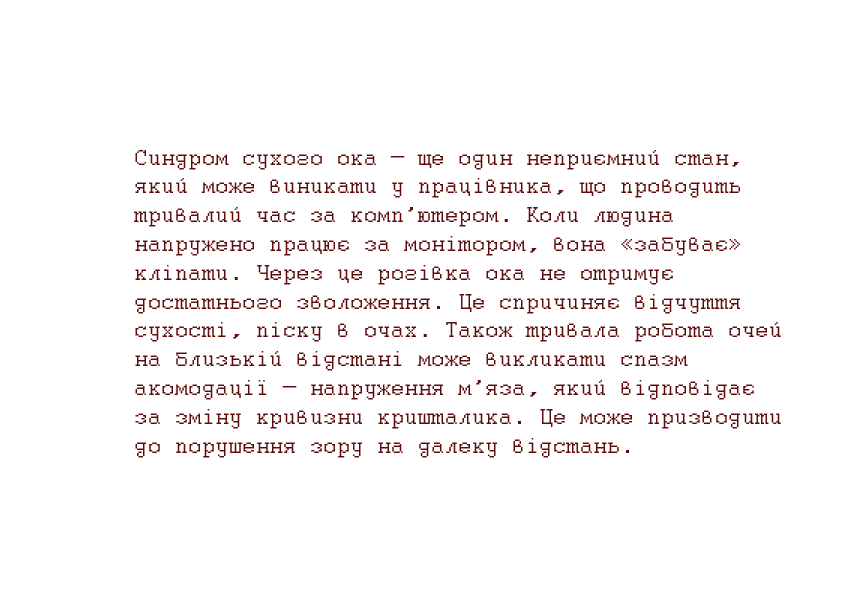 Синдром сухого ока — ще один неприємний стан,
який може виникати у працівника, що проводить
тривалий час за комп’ютером. Коли людина
напружено працює за монітором, вона «забуває»
кліпати. Через це рогівка ока не отримує
достатнього зволоження. Це спричиняє відчуття
сухості, піску в очах. Також тривала робота очей
на близькій відстані може викликати спазм
акомодації — напруження м’яза, який відповідає
за зміну кривизни кришталика. Це може призводити
до порушення зору на далеку відстань.